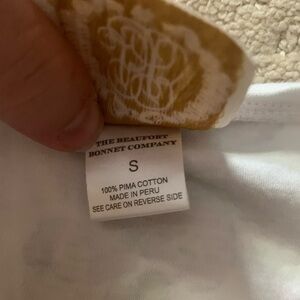 THE BEAUFORT
BONNET COMPANY
S
100% PIMA COTTON
MADE IN PERU
SEE CARE ON REVERSE SIDE